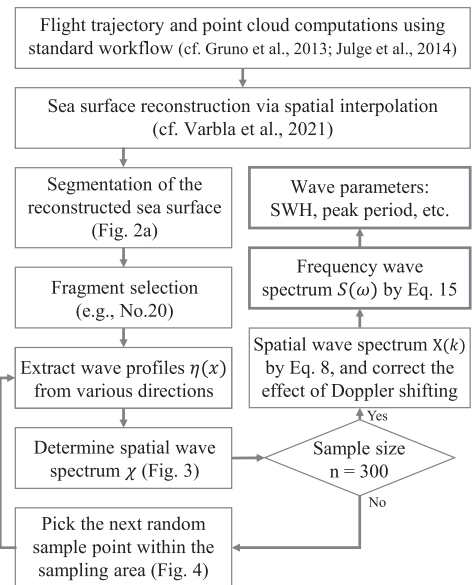 Flight trajectory and point cloud computations using
standard workflow (cf. Gruno et al., 2013; Julge et al., 2014)
Sea surface reconstruction via spatial interpolation
(cf. Varbla et al., 2021)
Segmentation of the
reconstructed sea surface
(Fig. 2a)
Fragment selection
(e.g., No.20)
Extract wave profiles η(x)
from various directions
Determine spatial wave
spectrum χ (Fig. 3)
Sample size
n = 300
Yes
No
Pick the next random
sample point within the
sampling area (Fig. 4)
Spatial wave spectrum X(k)
by Eq. 8, and correct the
effect of Doppler shifting
Frequency wave
spectrum S(ω) by Eq. 15
Wave parameters:
SWH, peak period, etc.